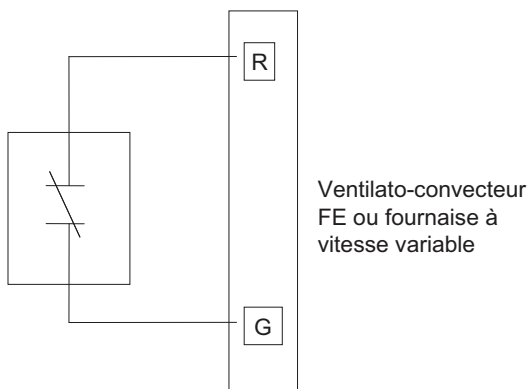 R
Ventilato-convecteur
FE ou fournaise à
vitesse variable
G